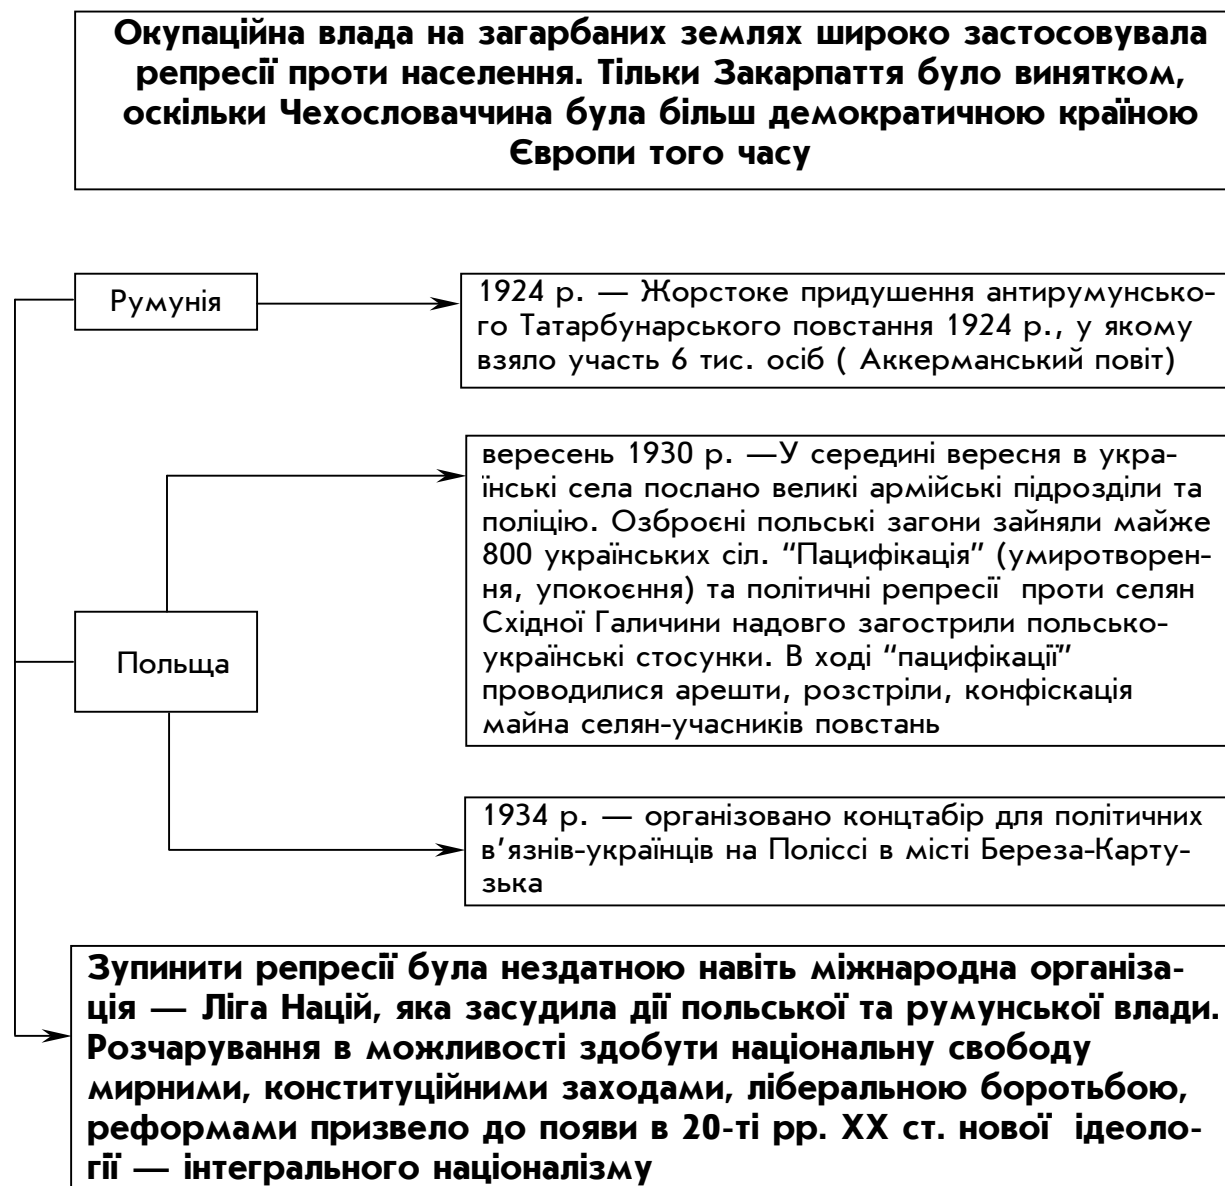 Окупаційна влада на загарбаних землях широко застосовувала
репресії проти населення. Тільки Закарпаття було винятком,
оскільки Чехословаччина була більш демократичною країною
Європи того часу
Румунія
1924 р. — Жорстоке придушення антирумунсько-
го Татарбунарського повстання 1924 р., у якому
взяло участь 6 тис. осіб ( Аккерманський повіт)
вересень 1930 р. —У середині вересня в укра-
їнські села послано великі армійські підрозділи та
поліцію. Озброєні польські загони зайняли майже
800 українських сіл. “Пацифікація” (умиротворен-
ня, упокоєння) та політичні репресії  проти селян
Східної Галичини надовго загострили польсько-
українські стосунки. В ході “пацифікації”
проводилися арешти, розстріли, конфіскація
майна селян-учасників повстань
Польща
1934 р. — організовано концтабір для політичних
в’язнів-українців на Поліссі в місті Береза-Карту-
зька
Зупинити репресії була нездатною навіть міжнародна організа-
ція — Ліга Націй, яка засудила дії польської та румунської влади.
Розчарування в можливості здобути національну свободу
мирними, конституційними заходами, ліберальною боротьбою,
реформами призвело до появи в 20-ті рр. ХХ ст. нової  ідеоло-
гії — інтегрального націоналізму